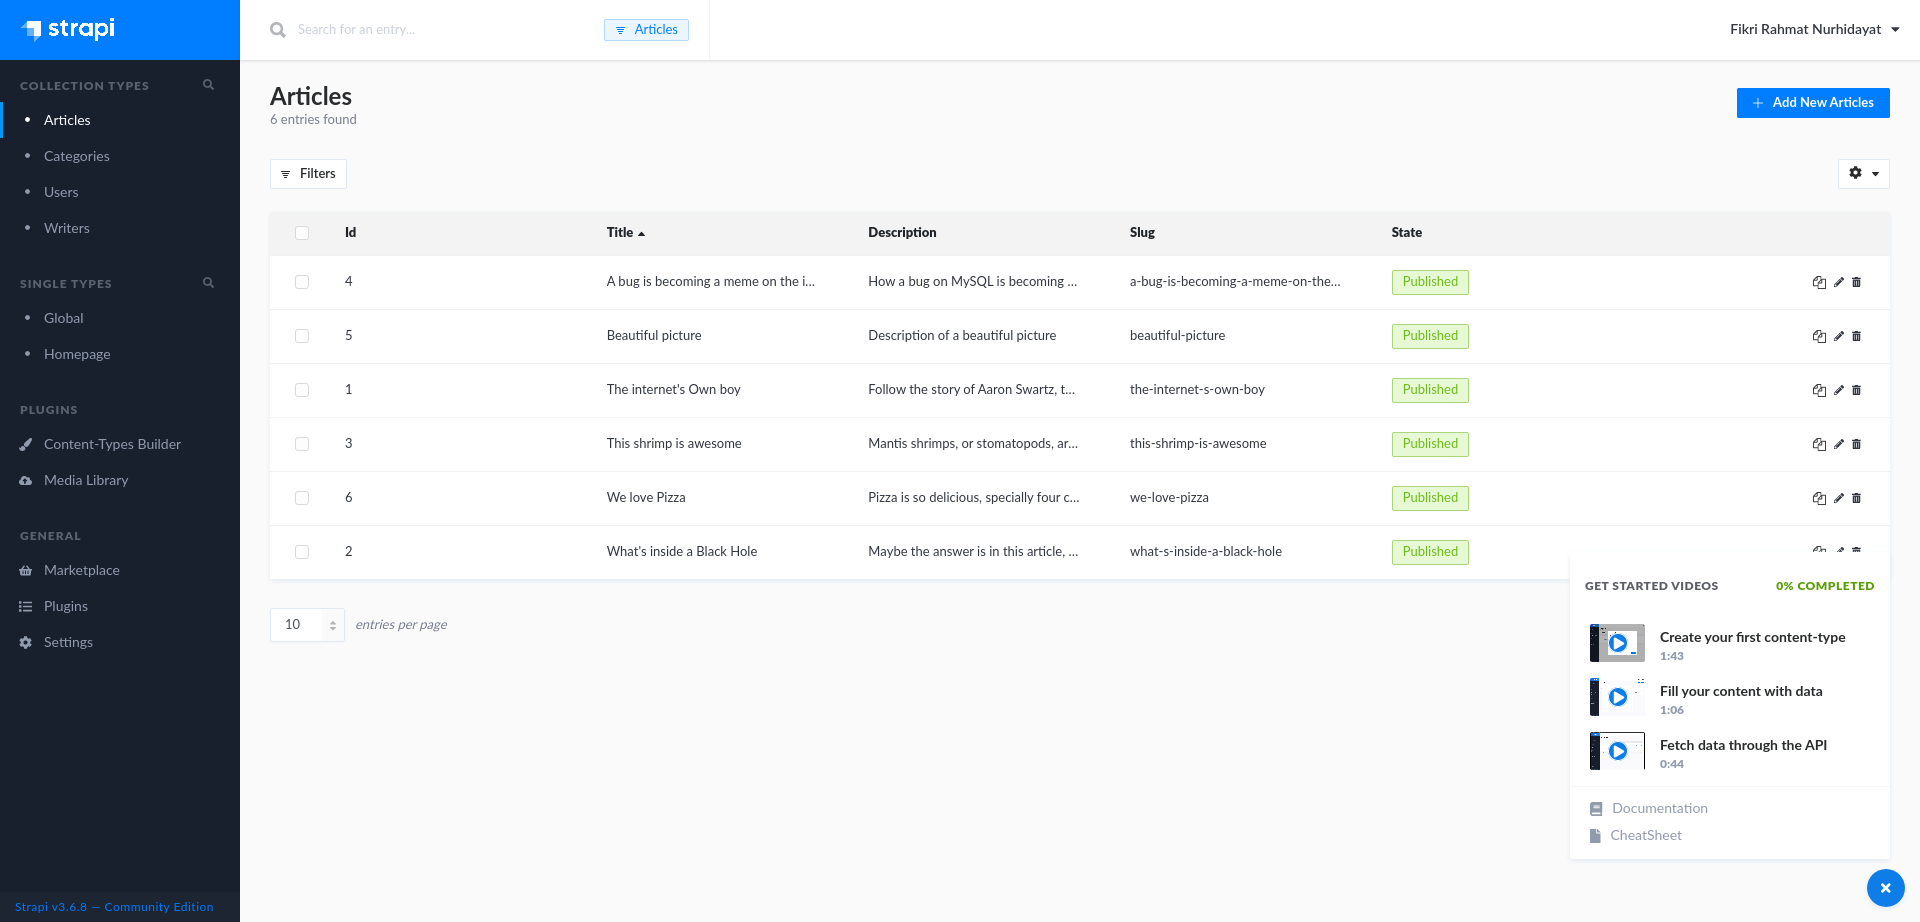 strapi
Search for an entry...
Articles
Fikri Rahmat Nurhidayat
COLLECTION TYPES
Articles
Categories
Users
Writers
SINGLE TYPES
Global
Homepage
PLUGINS
Content-Types Builder
Media Library
GENERAL
Marketplace
Plugins
Settings
Strapi v3.6.8 — Community Edition
Articles
6 entries found
Add New Articles
Filters
Id Title Description Slug State
4 A bug is becoming a meme on the i... How a bug on MySQL is becoming ... a-bug-is-becoming-a-meme-on-the... Published
5 Beautiful picture Description of a beautiful picture beautiful-picture Published
1 The internet's Own boy Follow the story of Aaron Swartz, t... the-internet-s-own-boy Published
3 This shrimp is awesome Mantis shrimps, or stomatopods, ar... this-shrimp-is-awesome Published
6 We love Pizza Pizza is so delicious, specially four c... we-love-pizza Published
2 What's inside a Black Hole Maybe the answer is in this article, ... what-s-inside-a-black-hole Published
10 entries per page
GET STARTED VIDEOS 0% COMPLETED
Create your first content-type
1:43
Fill your content with data
1:06
Fetch data through the API
0:44
Documentation
CheatSheet